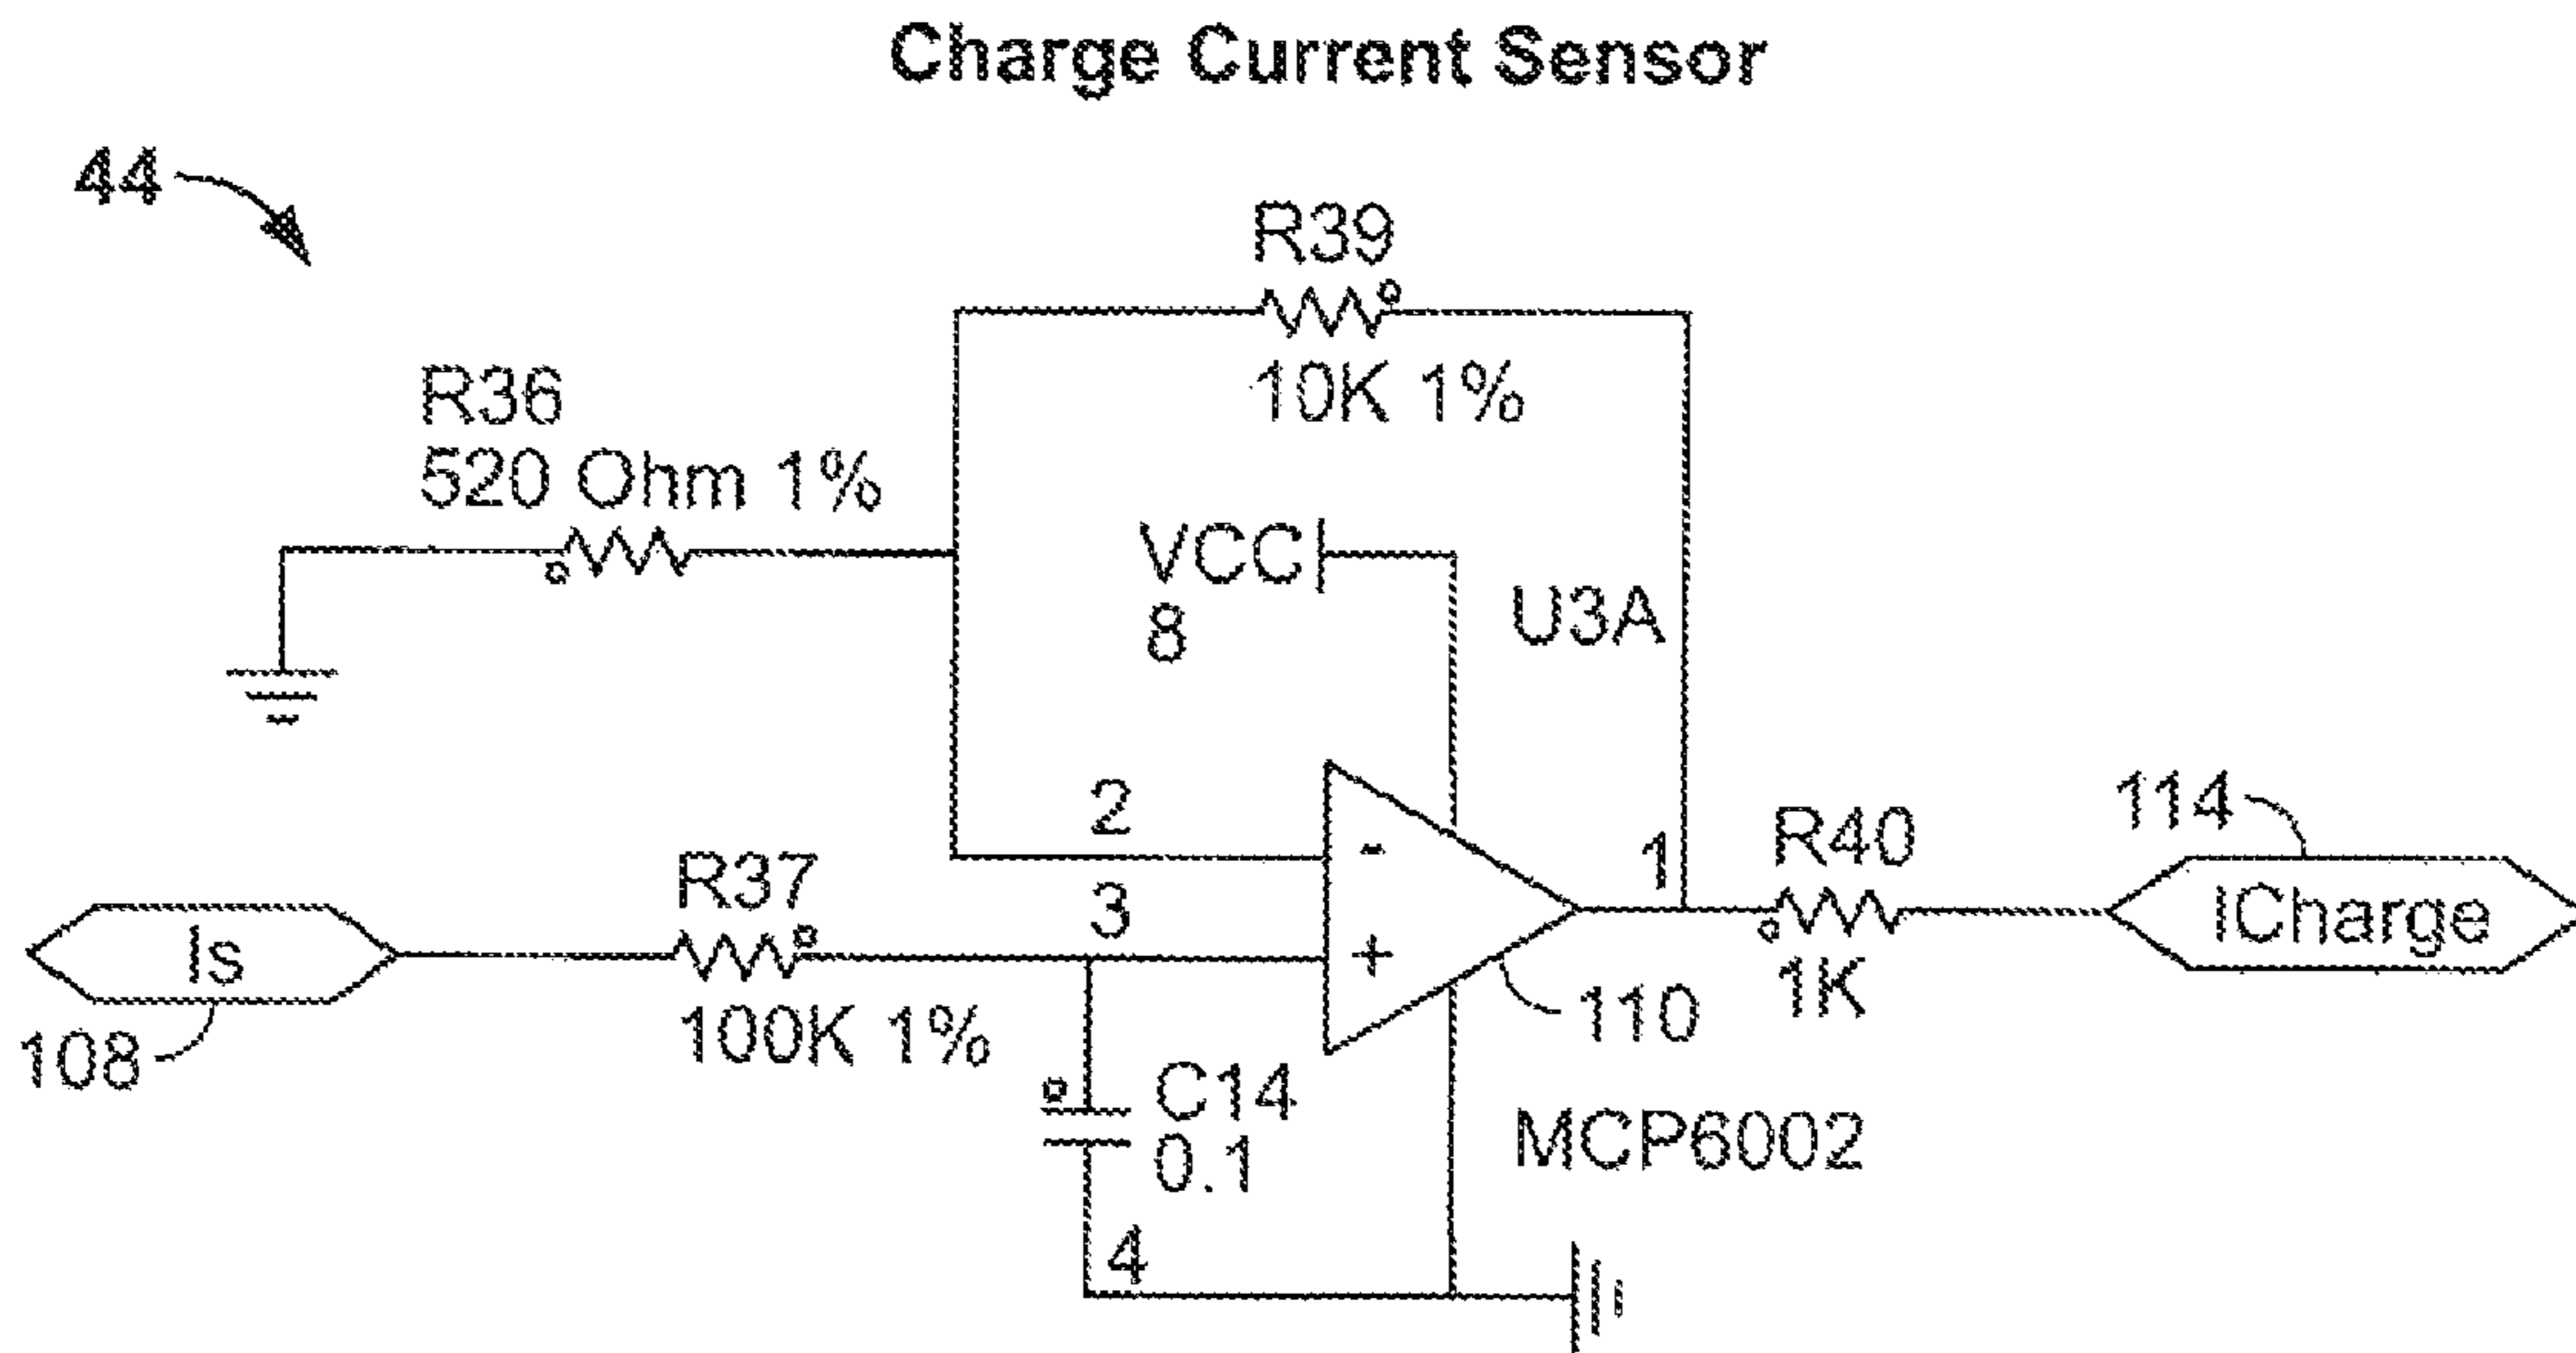 Charge Current Sensor
44
R39
10K 1%
R36
520 Ohm 1%
VCC
8
U3A
2
-
114
R40
1
ICharge
1K
R37
3
+
Is
100K 1%
110
108
C14
0.1
MCP6002
4